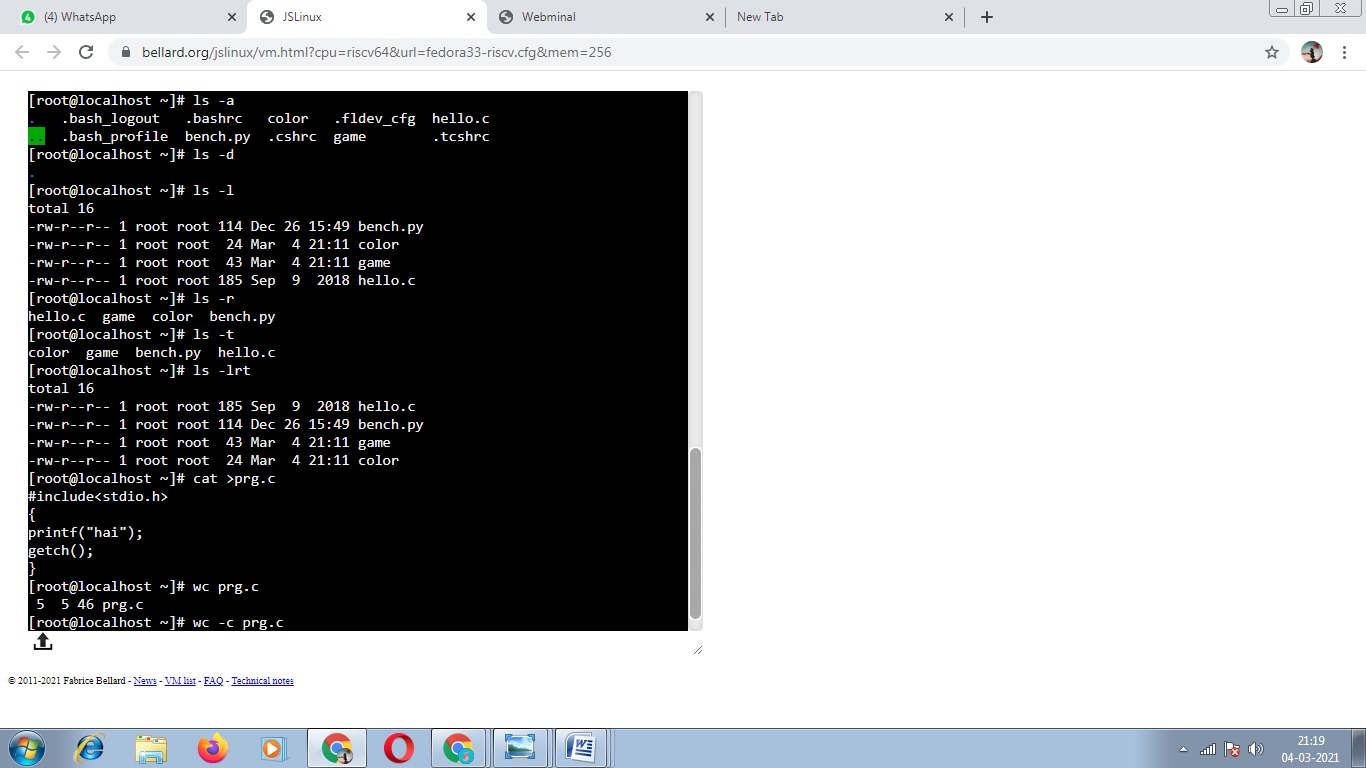 (4) WhatsApp
JSLinux
Webminal
New Tab
bellard.org/jslinux/vm.html?cpu=riscv64&url=fedora33-riscv.cfg&mem=256
[root@localhost ~]# ls -a
.   .bash_logout   .bashrc   color   .fldev_cfg  hello.c
..  .bash_profile  bench.py  .cshrc  game        .tcshrc
[root@localhost ~]# ls -d
.
[root@localhost ~]# ls -l
total 16
-rw-r--r-- 1 root root 114 Dec 26 15:49 bench.py
-rw-r--r-- 1 root root  24 Mar  4 21:11 color
-rw-r--r-- 1 root root  43 Mar  4 21:11 game
-rw-r--r-- 1 root root 185 Sep  9  2018 hello.c
[root@localhost ~]# ls -r
hello.c  game  color  bench.py
[root@localhost ~]# ls -t
color  game  bench.py  hello.c
[root@localhost ~]# ls -lrt
total 16
-rw-r--r-- 1 root root 185 Sep  9  2018 hello.c
-rw-r--r-- 1 root root 114 Dec 26 15:49 bench.py
-rw-r--r-- 1 root root  43 Mar  4 21:11 game
-rw-r--r-- 1 root root  24 Mar  4 21:11 color
[root@localhost ~]# cat >prg.c
#include<stdio.h>
{
printf("hai");
getch();
}
[root@localhost ~]# wc prg.c
 5  5 46 prg.c
[root@localhost ~]# wc -c prg.c
© 2011-2021 Fabrice Bellard - News - VM list - FAQ - Technical notes
21:19
04-03-2021